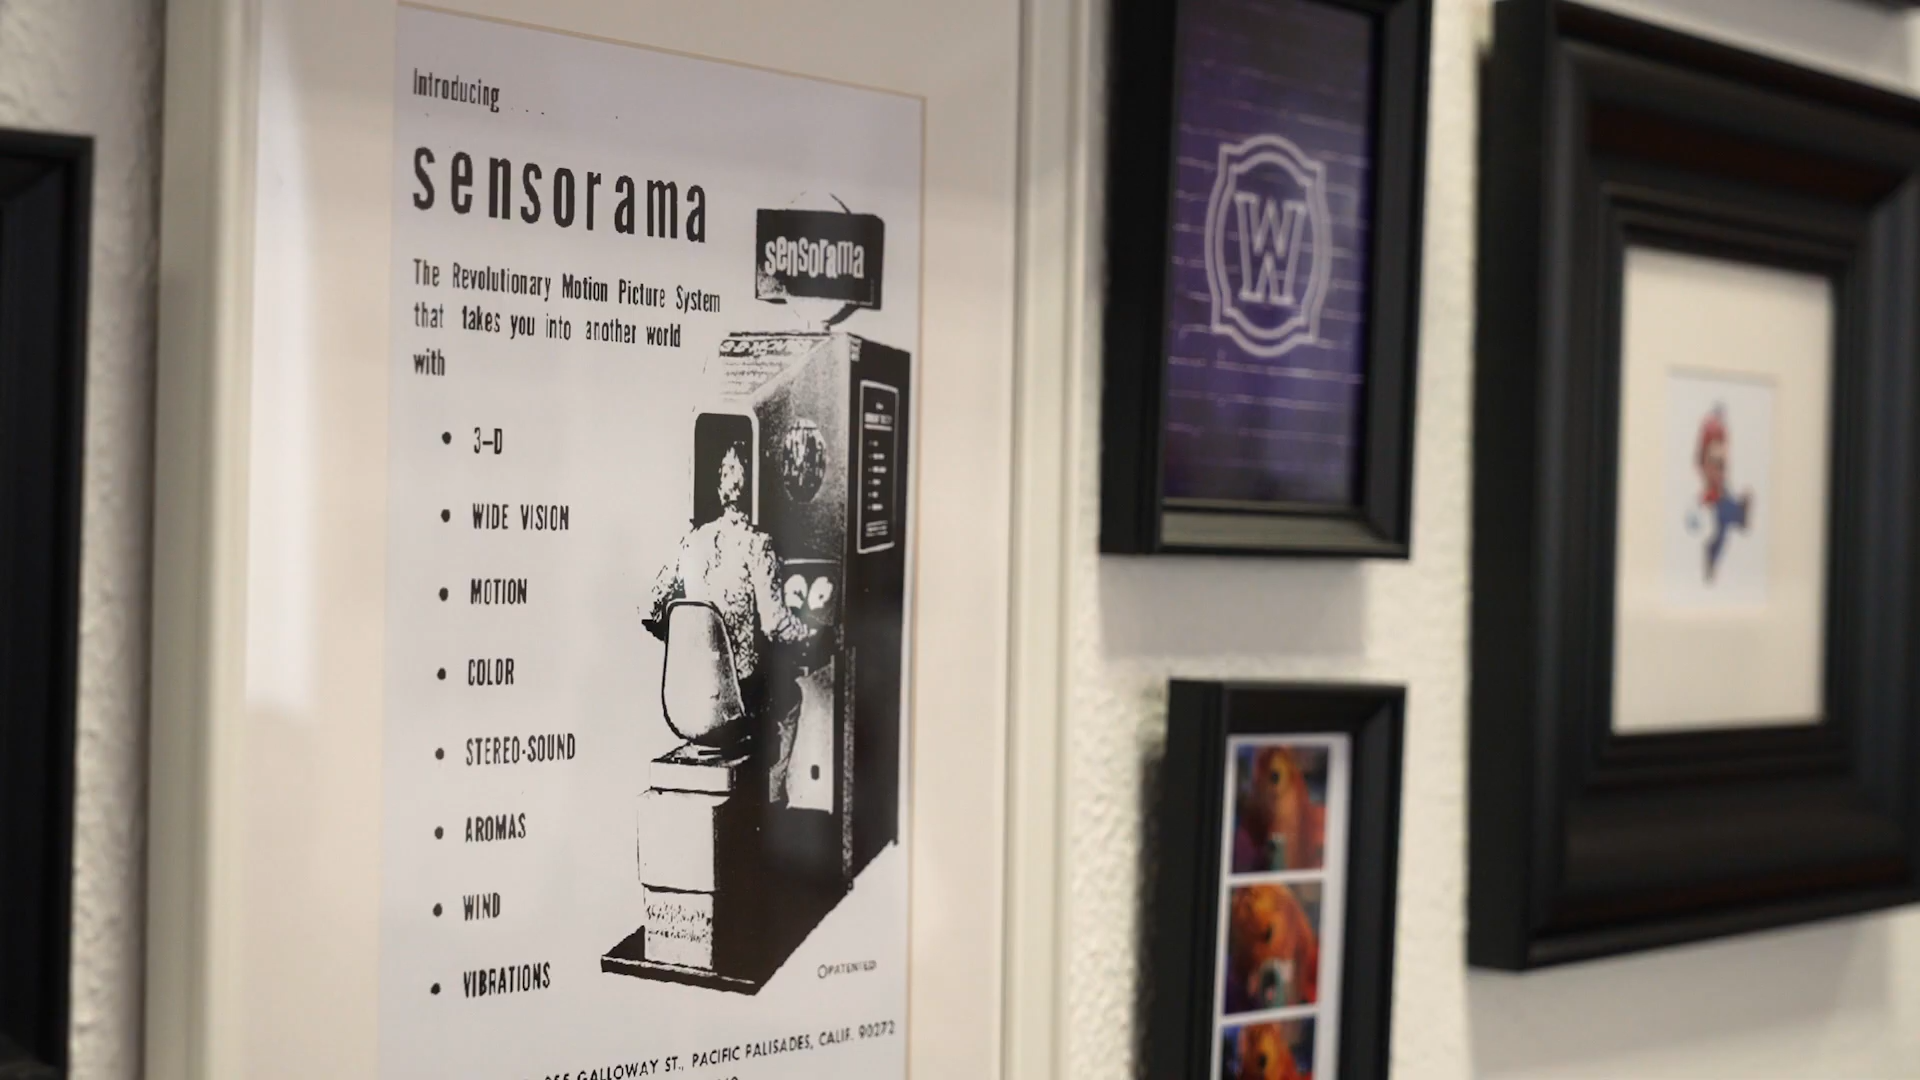 Introducing . . . .
sensorama
The Revolutionary Motion Picture System
that takes you into another world
with
• 3-D
• WIDE VISION
• MOTION
• COLOR
• STEREO-SOUND
• AROMAS
• WIND
• VIBRATIONS
sensorama
PATENTED
GALLOWAY ST., PACIFIC PALISADES, CALIF. 90272
W